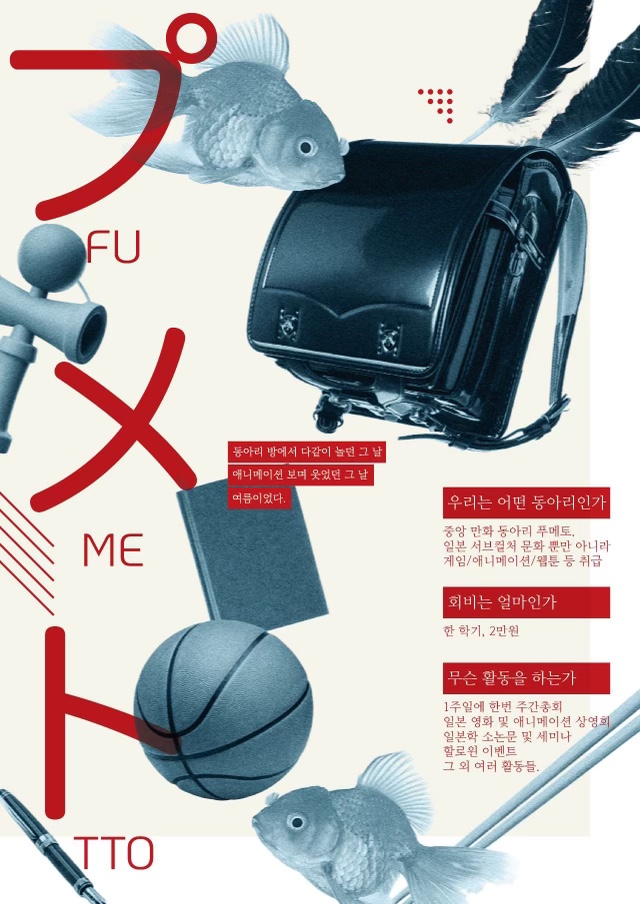 プ
FU
メ
ME
ト
TTO
동아리 방에서 다같이 놀던 그 날
애니메이션 보며 웃었던 그 날
여름이었다.
우리는 어떤 동아리인가
중앙 만화 동아리 푸메토.
일본 서브컬처 문화 뿐만 아니라
게임/애니메이션/웹툰 등 취급
회비는 얼마인가
한 학기, 2만원
무슨 활동을 하는가
1주일에 한번 주간총회
일본 영화 및 애니메이션 상영회
일본학 소논문 및 세미나
할로윈 이벤트
그 외 여러 활동들.